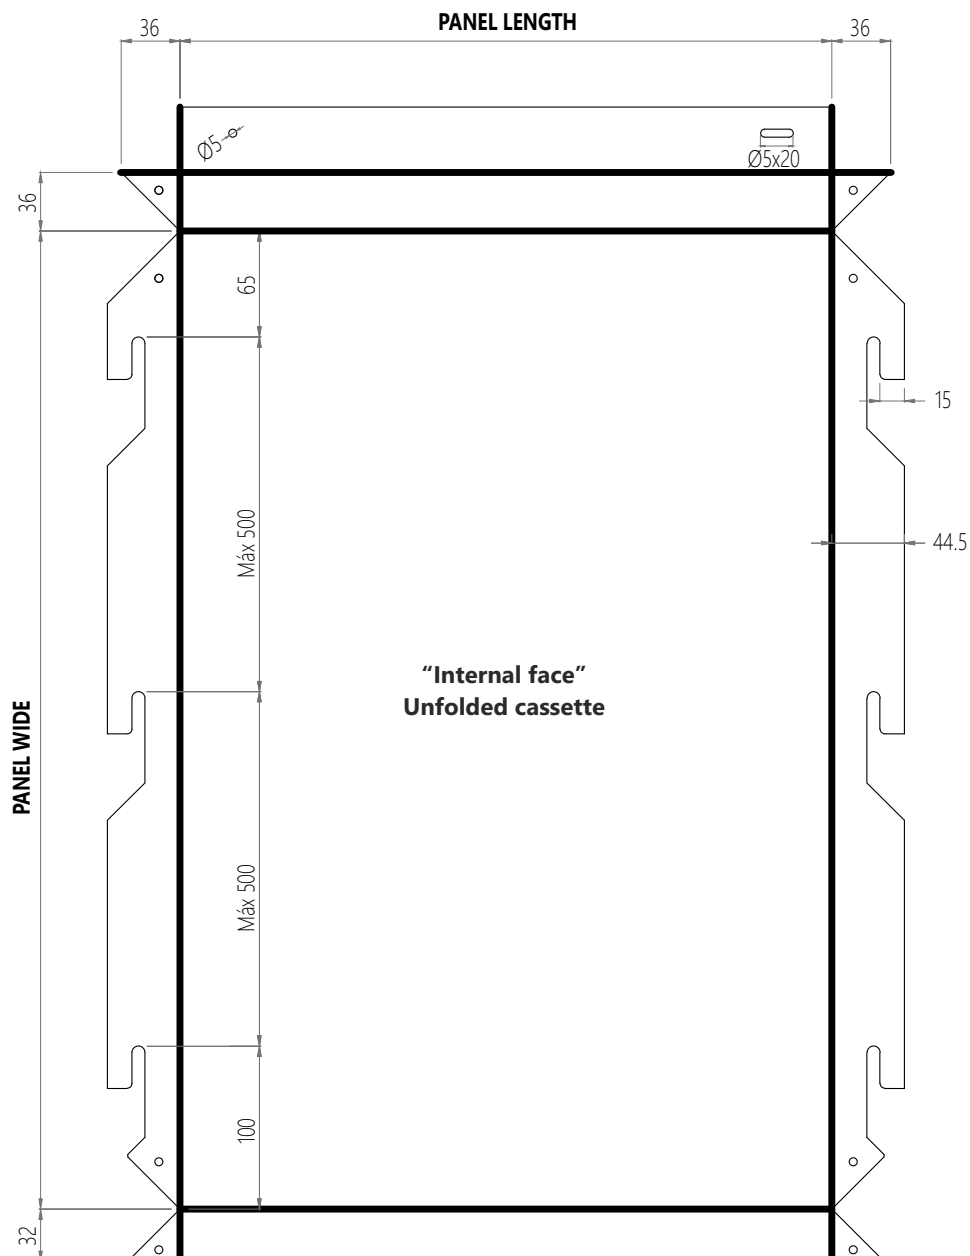 PANEL LENGTH
36
36
Ø5
Ø5x20
36
65
15
Máx 500
44.5
“Internal face”
Unfolded cassette
PANEL WIDE
Máx 500
100
32